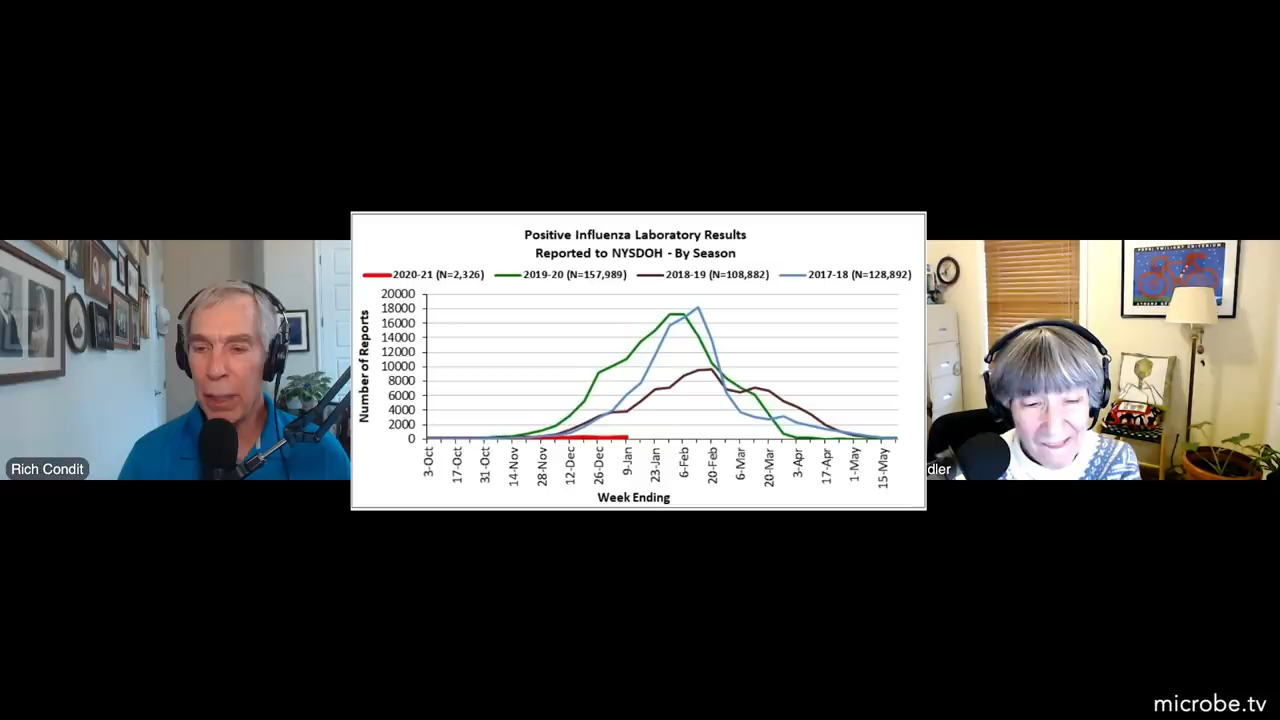 Positive Influenza Laboratory Results
Reported to NYSDOH - By Season
2020-21 (N=2,326) 2019-20 (N=157,989) 2018-19 (N=108,882) 2017-18 (N=128,892)
20000
18000
16000
14000
12000
10000
8000
6000
4000
2000
0
Number of Reports
3-Oct 17-Oct 31-Oct 14-Nov 28-Nov 12-Dec 26-Dec 9-Jan 23-Jan 6-Feb 20-Feb 6-Mar 20-Mar 3-Apr 17-Apr 1-May 15-May
Week Ending
Rich Condit
dler
microbe.tv